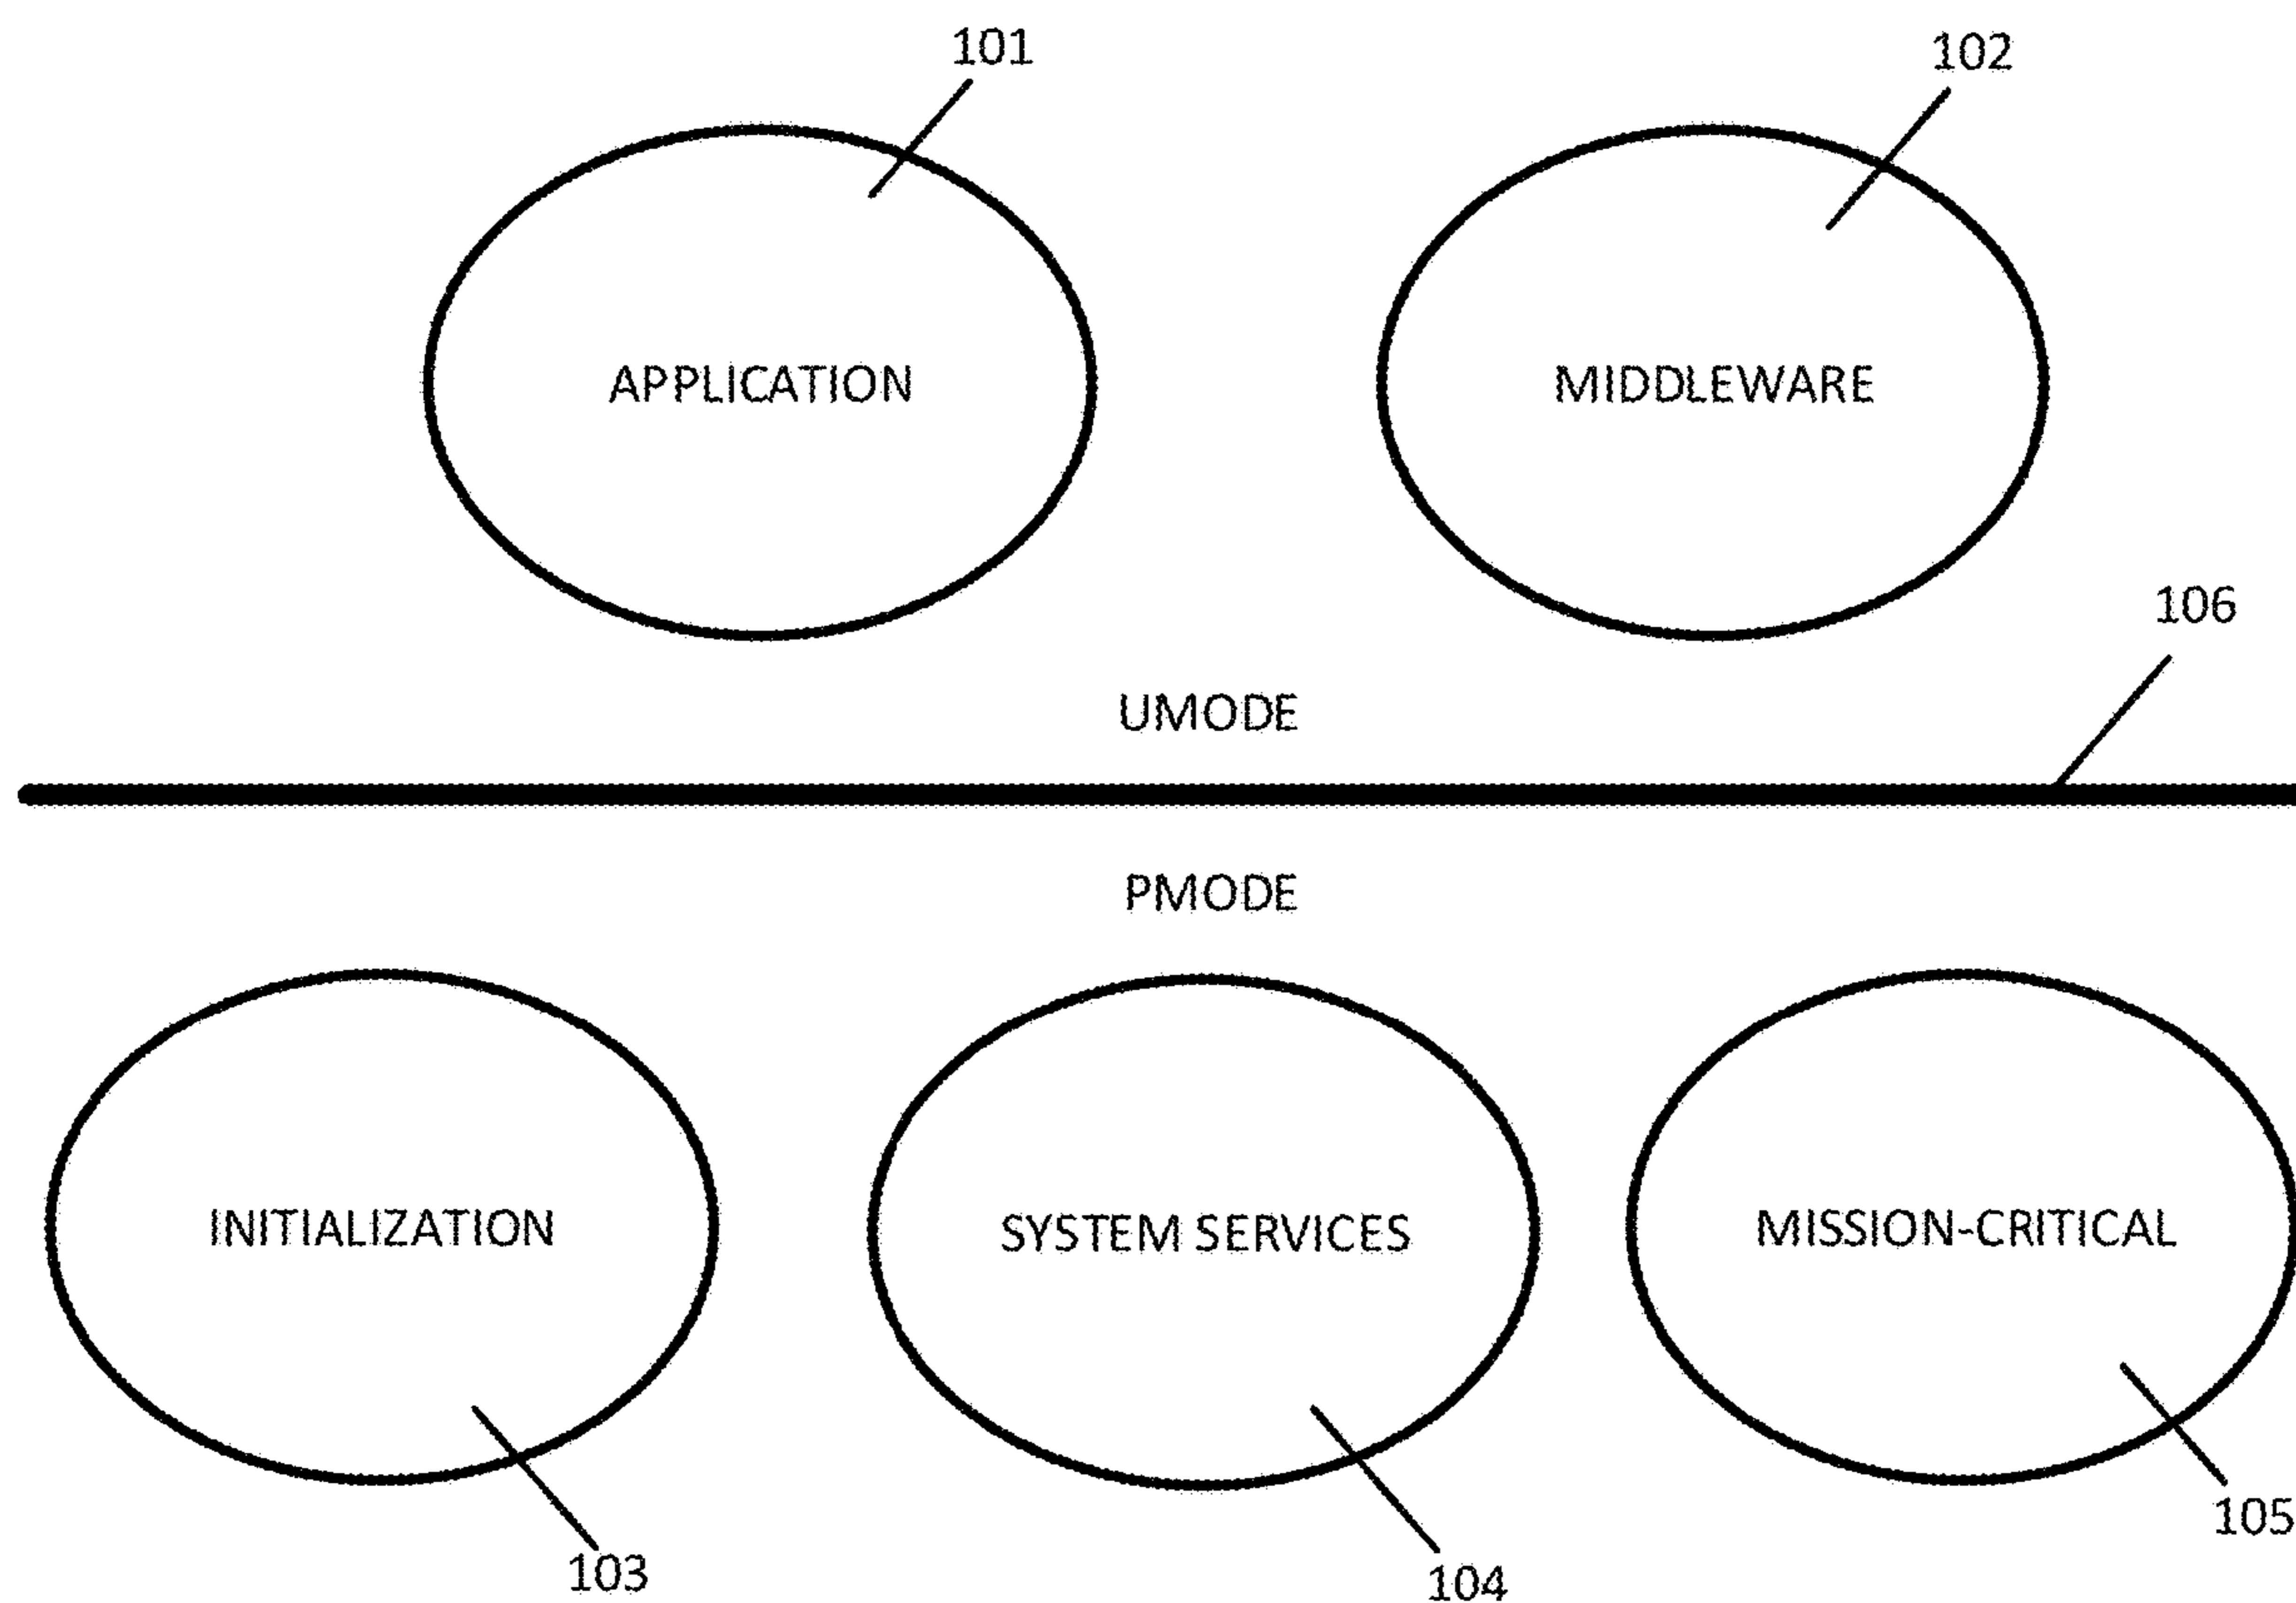 101
102
APPLICATION
MIDDLEWARE
106
UMODE
PMODE
INITIALIZATION
SYSTEM SERVICES
MISSION-CRITICAL
103
104
105